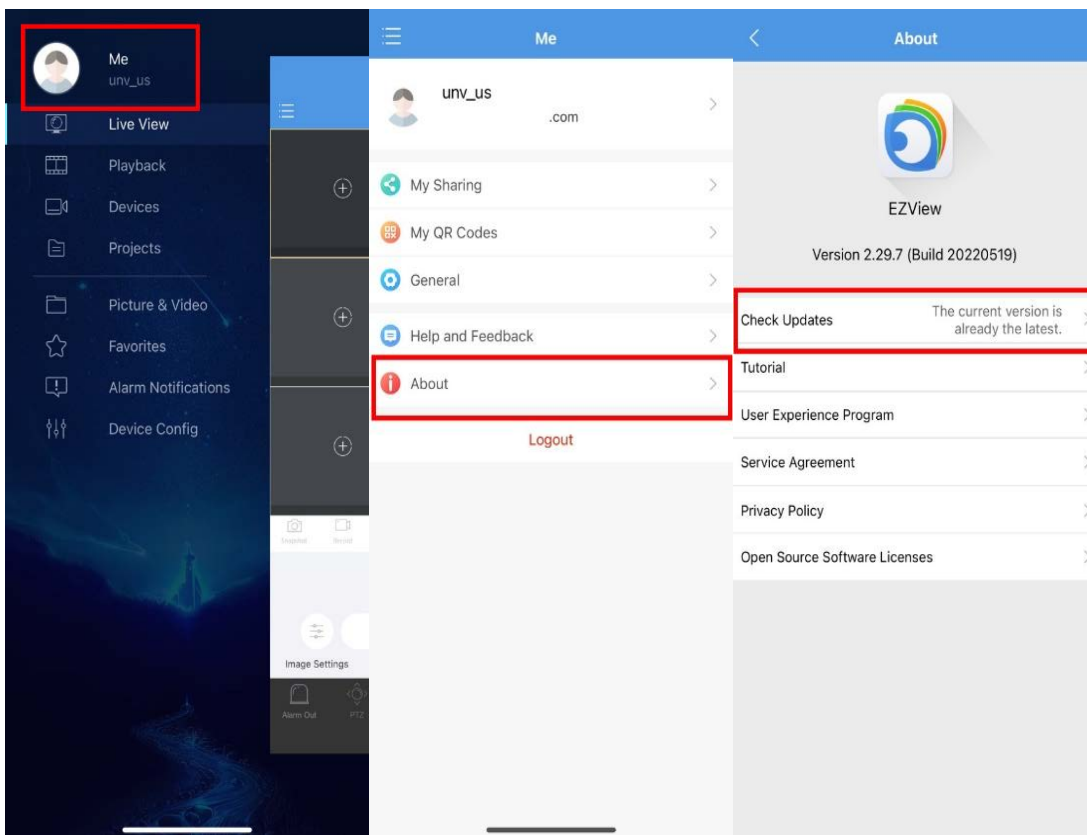 Me
unv_us
Live View
Playback
Devices
Projects
Picture & Video
Favorites
Alarm Notifications
Device Config
Snapshot
Record
Image Settings
Alarm Out
PTZ
Me
unv_us
.com
My Sharing
My QR Codes
General
Help and Feedback
About
Logout
About
EZView
Version 2.29.7 (Build 20220519)
Check Updates
The current version is
already the latest.
Tutorial
User Experience Program
Service Agreement
Privacy Policy
Open Source Software Licenses